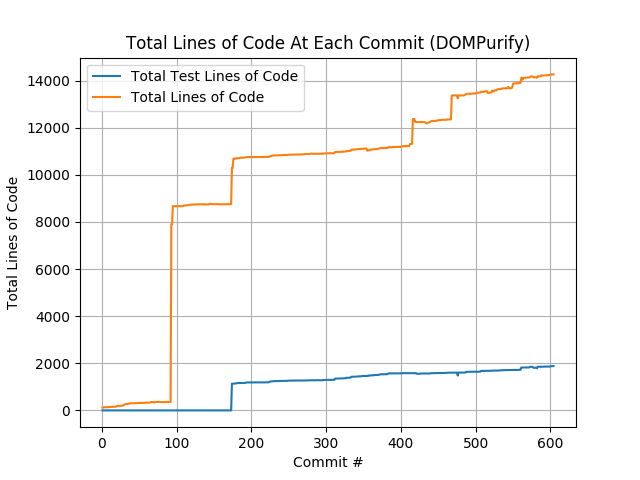 Total Lines of Code At Each Commit (DOMPurify)
Total Test Lines of Code
Total Lines of Code
14000
12000
10000
8000
6000
4000
2000
0
Total Lines of Code
0 100 200 300 400 500 600
Commit #